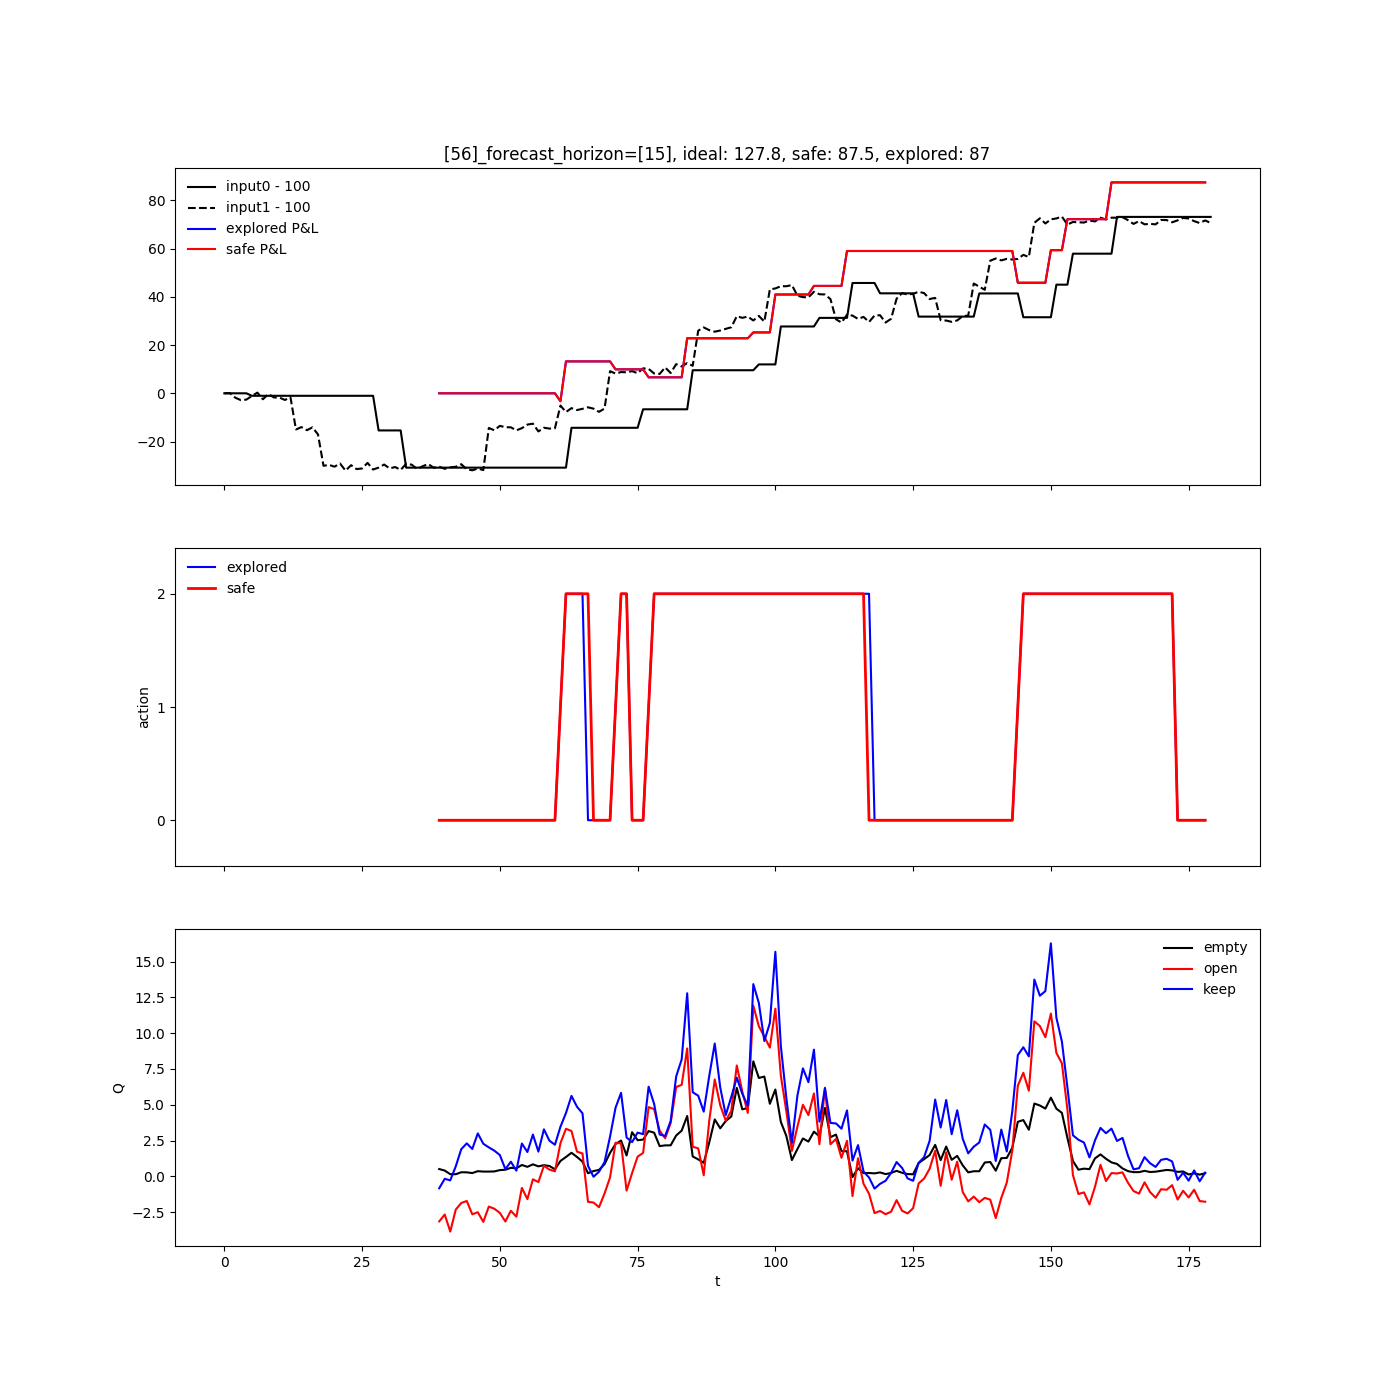 [56]_forecast_horizon=[15], ideal: 127.8, safe: 87.5, explored: 87
input0 - 100
input1 - 100
explored P&L
safe P&L
80
60
40
20
0
−20
explored
safe
2
1
0
action
empty
open
keep
15.0
12.5
10.0
7.5
5.0
2.5
0.0
−2.5
Q
0 25 50 75 100 125 150 175
t